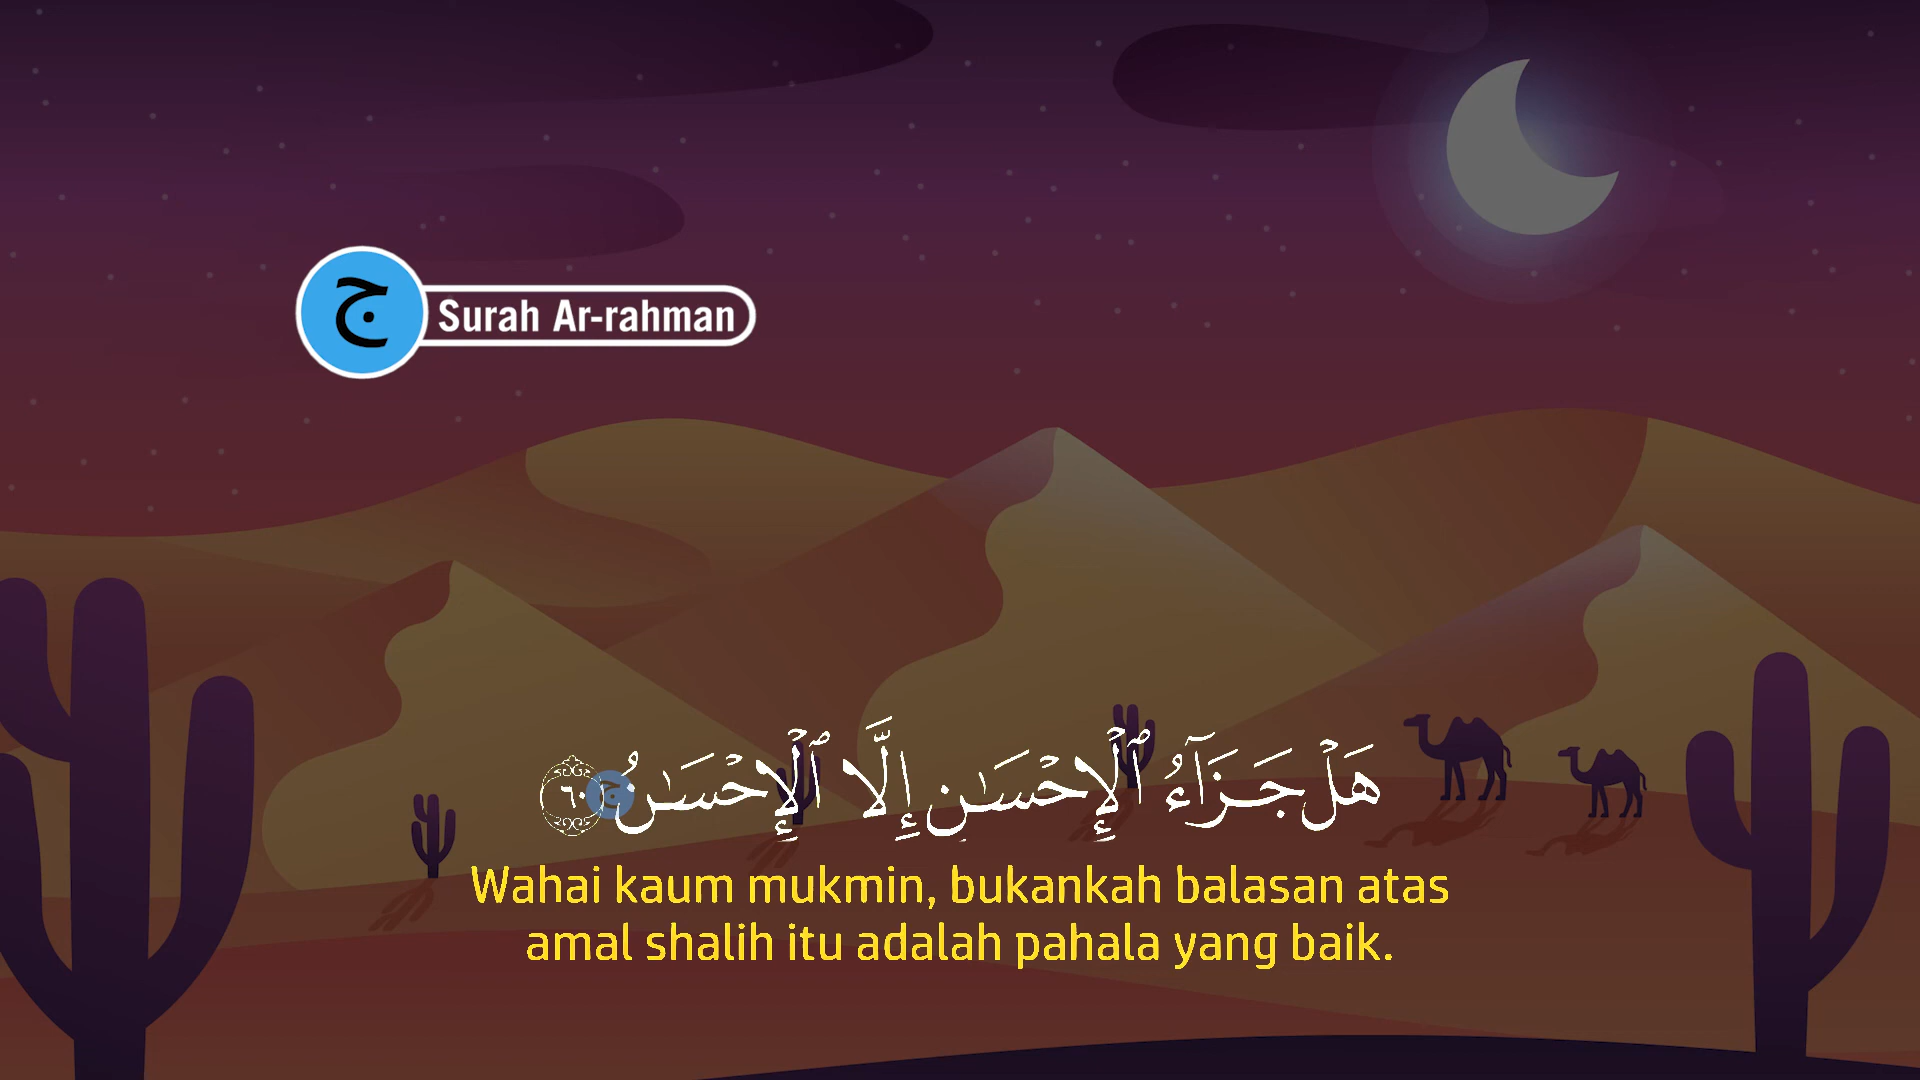 ج
Surah Ar-rahman
هَلْ جَزَآءُ ٱلْإِحْسَٰنِ إِلَّا ٱلْإِحْسَٰنُ ٦٠
ج
Wahai kaum mukmin, bukankah balasan atas
amal shalih itu adalah pahala yang baik.